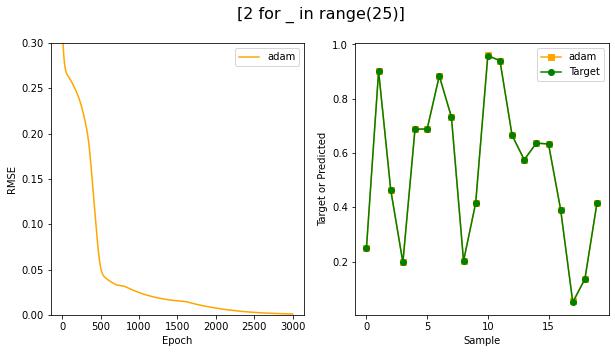 [2 for _ in range(25)]
0.30
0.25
0.20
0.15
0.10
0.05
0.00
RMSE
0
500
1000
1500
2000
2500
3000
Epoch
adam
1.0
0.8
0.6
0.4
0.2
Target or Predicted
0
5
10
15
Sample
adam
Target